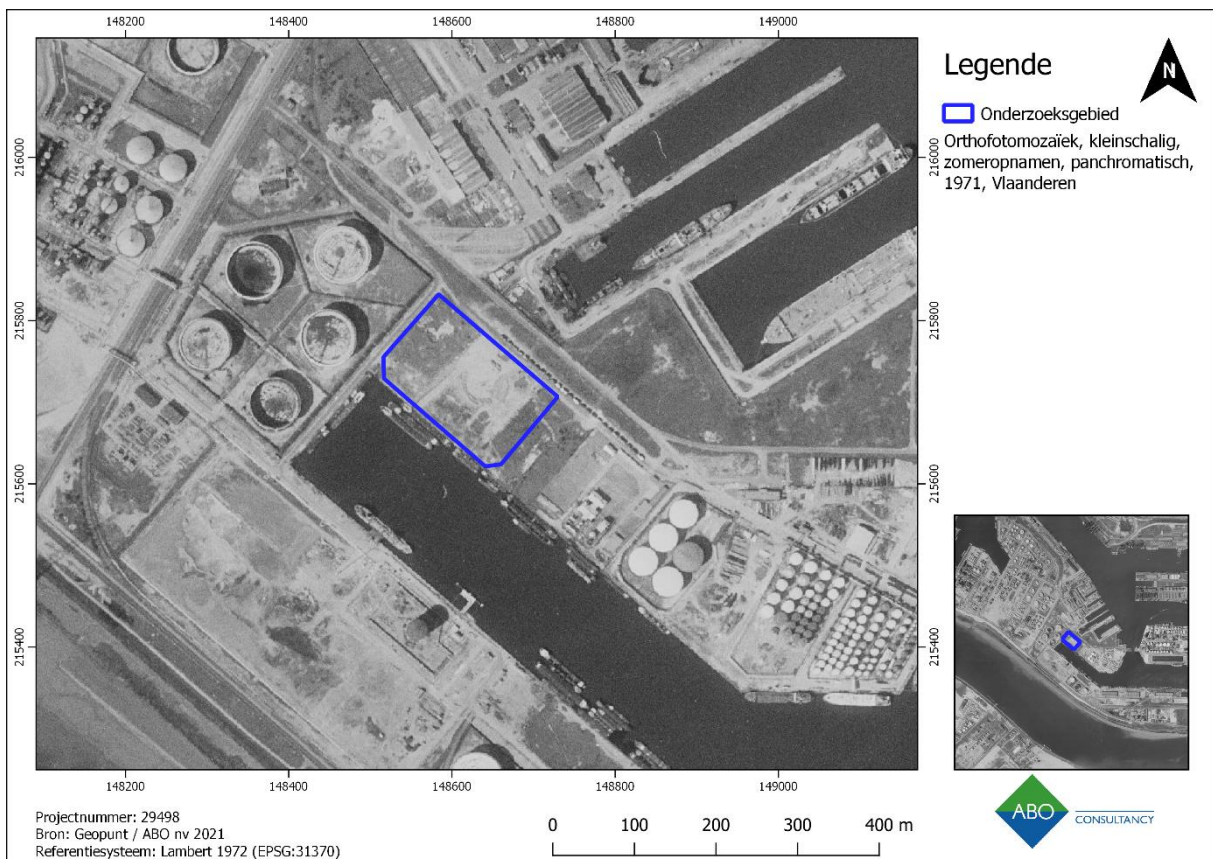 148200 148400 148600 148800 149000
216000 216000
215800 215800
215600 215600
215400 215400
148200 148400 148600 148800 149000
Legende
N
Onderzoeksgebied
Orthofotomozaïek, kleinschalig,
zomeropnamen, panchromatisch,
1971, Vlaanderen
ABO CONSULTANCY
Projectnummer: 29498
Bron: Geopunt / ABO nv 2021
Referentiesysteem: Lambert 1972 (EPSG:31370)
0 100 200 300 400 m